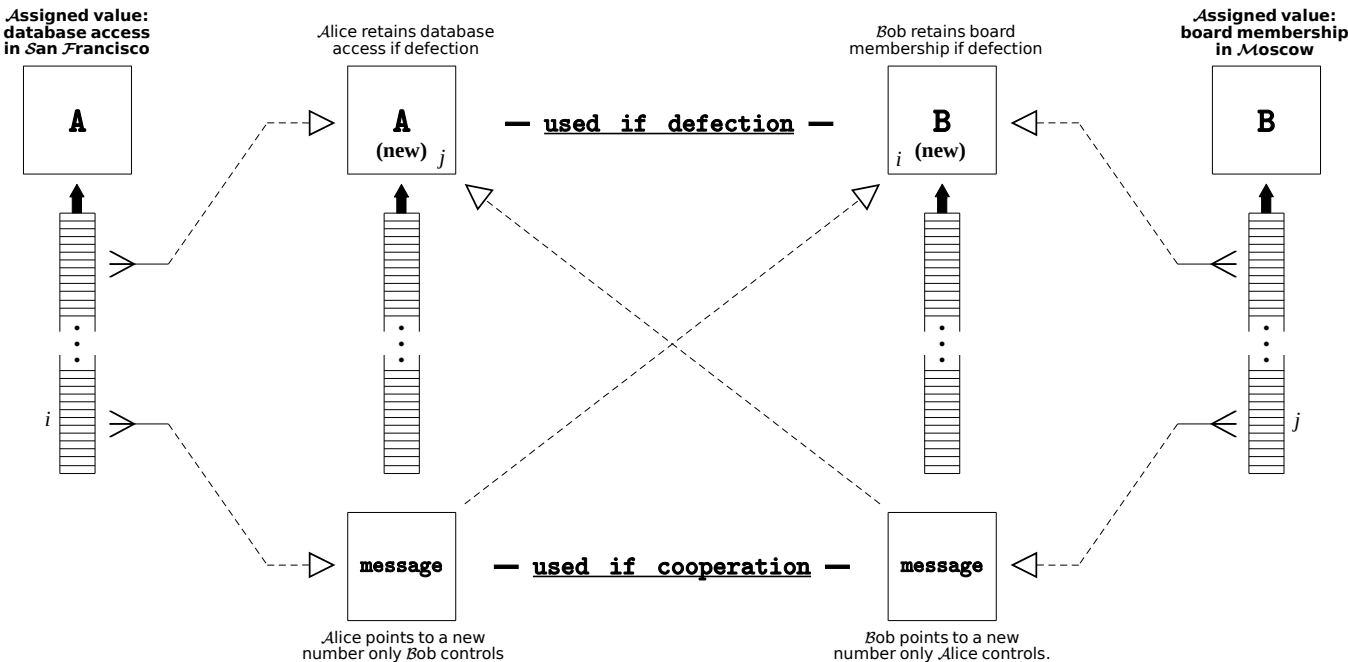 Assigned value:
database access
in San Francisco
Alice retains database
access if defection
Bob retains board
membership if defection
Assigned value:
board membership
in Moscow
A
A
(new) j
used if defection
B
i (new)
B
i
j
message
used if cooperation
message
Alice points to a new
number only Bob controls
Bob points to a new
number only Alice controls.